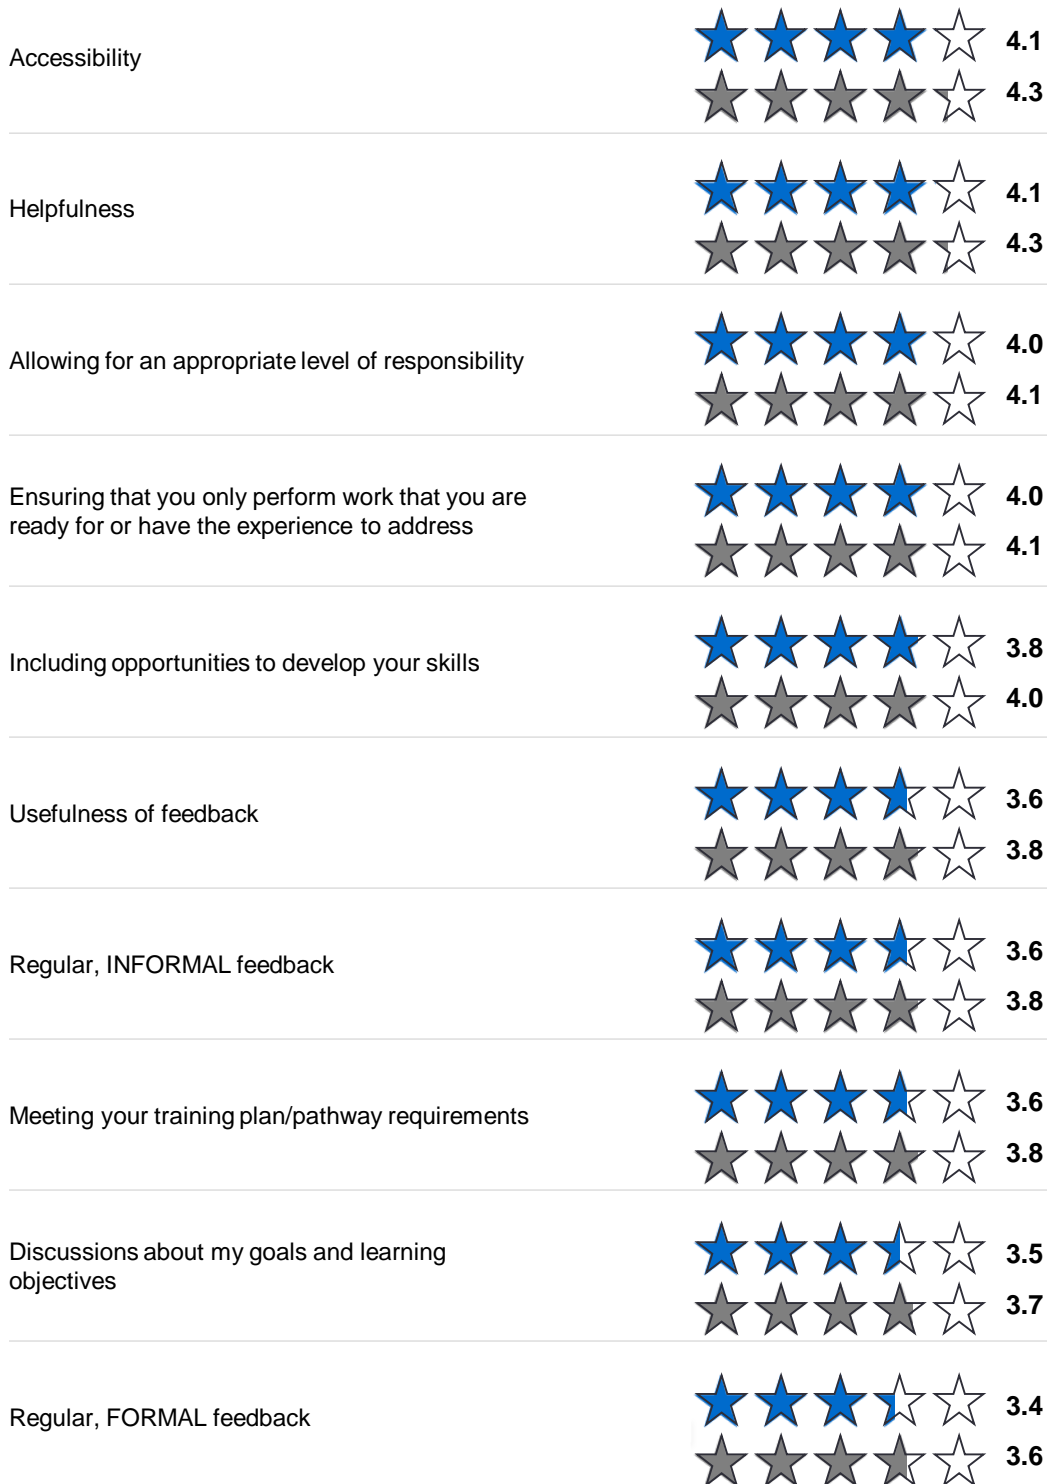 Accessibility
4.1
4.3
Helpfulness
4.1
4.3
Allowing for an appropriate level of responsibility
4.0
4.1
Ensuring that you only perform work that you are
ready for or have the experience to address
4.0
4.1
Including opportunities to develop your skills
3.8
4.0
Usefulness of feedback
3.6
3.8
Regular, INFORMAL feedback
3.6
3.8
Meeting your training plan/pathway requirements
3.6
3.8
Discussions about my goals and learning
objectives
3.5
3.7
Regular, FORMAL feedback
3.4
3.6